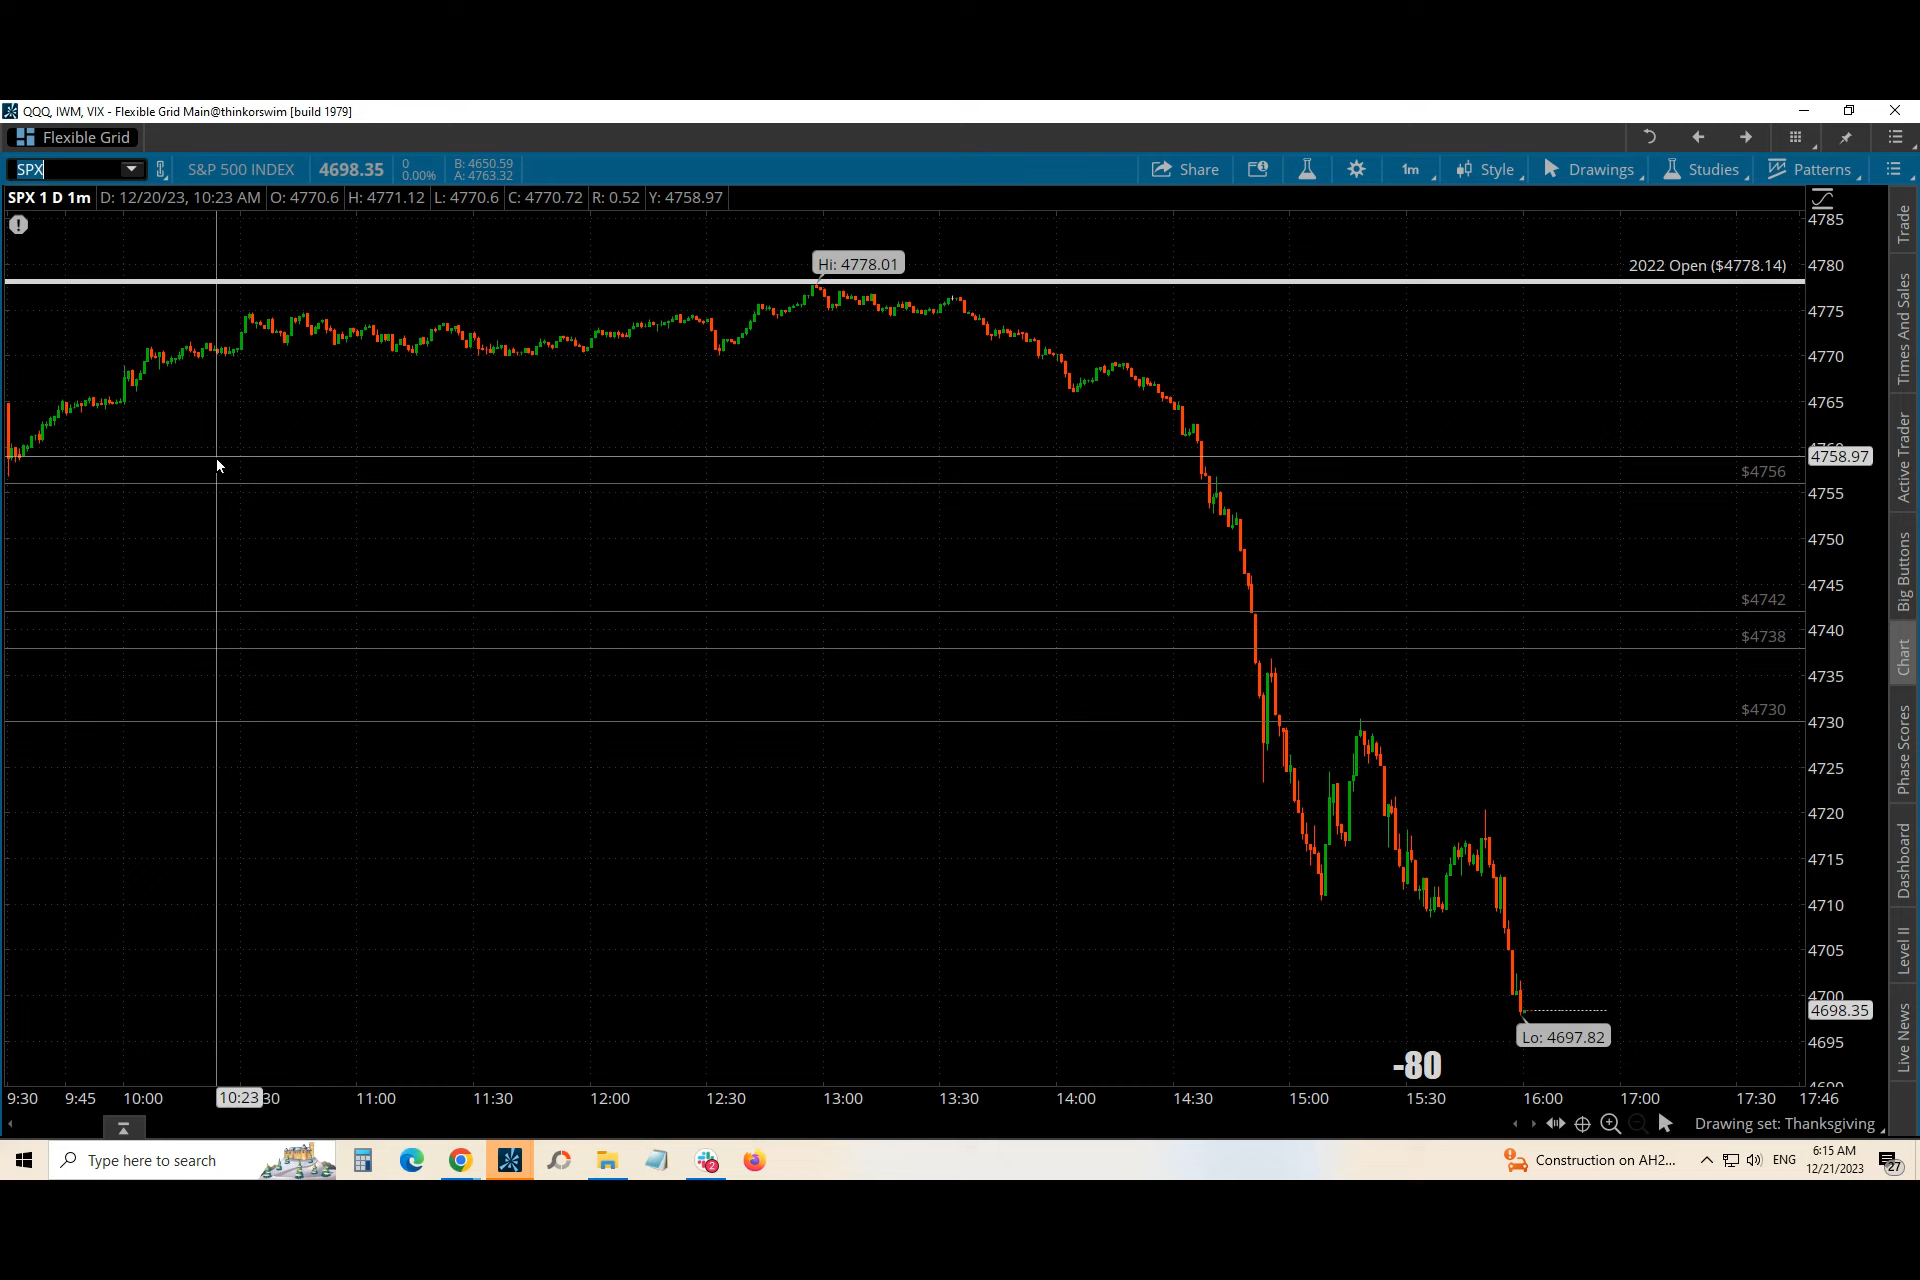 QQQ, IWM, VIX - Flexible Grid Main@thinkorswim [build 1979]
Flexible Grid
SPX S&P 500 INDEX 4698.35 0 0.00% B: 4650.59 A: 4763.32 Share 1m Style Drawings Studies Patterns
SPX 1 D 1m D: 12/20/23, 10:23 AM O: 4770.6 H: 4771.12 L: 4770.6 C: 4770.72 R: 0.52 Y: 4758.97
Hi: 4778.01
2022 Open ($4778.14)
$4756
$4742
$4738
$4730
Lo: 4697.82
-80
4785
4780
4775
4770
4765
4760
4758.97
4755
4750
4745
4740
4735
4730
4725
4720
4715
4710
4705
4700
4698.35
4695
4690
Trade
Times And Sales
Active Trader
Big Buttons
Chart
Phase Scores
Dashboard
Level II
Live News
9:30 9:45 10:00 10:23 30 11:00 11:30 12:00 12:30 13:00 13:30 14:00 14:30 15:00 15:30 16:00 17:00 17:30 17:46
Drawing set: Thanksgiving
Type here to search
2
Construction on AH2...
ENG
6:15 AM
12/21/2023
27